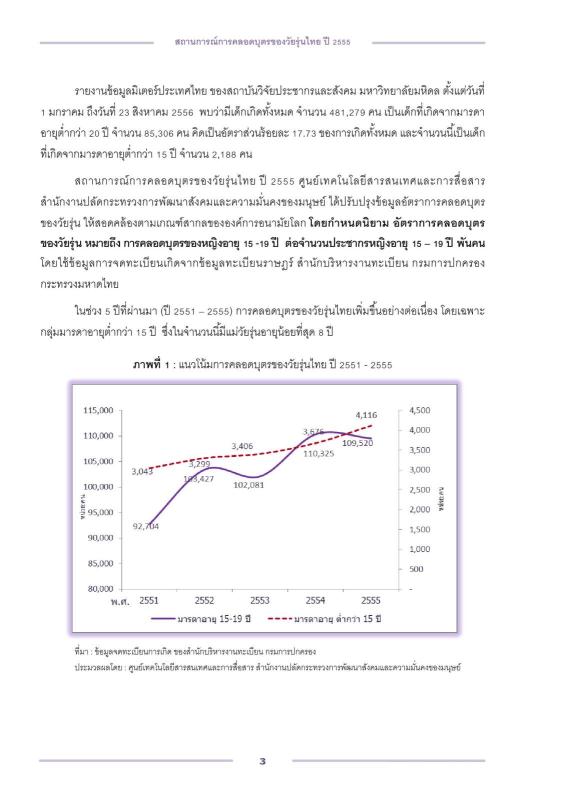 สถานการณ์การคลอดบุตรของวัยรุ่นไทย ปี 2555
รายงานข้อมูลมิเตอร์ประเทศไทย ของสถาบันวิจัยประชากรและสังคม มหาวิทยาลัยมหิดล ตั้งแต่วันที่
1 มกราคม ถึงวันที่ 23 สิงหาคม 2556 พบว่ามีเด็กเกิดทั้งหมด จำนวน 481,279 คน เป็นเด็กที่เกิดจากมารดา
อายุต่ำกว่า 20 ปี จำนวน 85,306 คน คิดเป็นอัตราส่วนร้อยละ 17.73 ของการเกิดทั้งหมด และจำนวนนี้เป็นเด็ก
ที่เกิดจากมารดาอายุต่ำกว่า 15 ปี จำนวน 2,188 คน
สถานการณ์การคลอดบุตรของวัยรุ่นไทย ปี 2555 ศูนย์เทคโนโลยีสารสนเทศและการสื่อสาร
สำนักงานปลัดกระทรวงการพัฒนาสังคมและความมั่นคงของมนุษย์ ได้ปรับปรุงข้อมูลอัตราการคลอดบุตร
ของวัยรุ่น ให้สอดคล้องตามเกณฑ์สากลขององค์การอนามัยโลก โดยกำหนดนิยาม อัตราการคลอดบุตร
ของวัยรุ่น หมายถึง การคลอดบุตรของหญิงอายุ 15 -19 ปี ต่อจำนวนประชากรหญิงอายุ 15 – 19 ปี พันคน
โดยใช้ข้อมูลการจดทะเบียนเกิดจากข้อมูลทะเบียนราษฎร์ สำนักบริหารงานทะเบียน กรมการปกครอง
กระทรวงมหาดไทย
ในช่วง 5 ปีที่ผ่านมา (ปี 2551 – 2555) การคลอดบุตรของวัยรุ่นไทยเพิ่มขึ้นอย่างต่อเนื่อง โดยเฉพาะ
กลุ่มมารดาอายุต่ำกว่า 15 ปี ซึ่งในจำนวนนี้มีแม่วัยรุ่นอายุน้อยที่สุด 8 ปี
ภาพที่ 1 : แนวโน้มการคลอดบุตรของวัยรุ่นไทย ปี 2551 - 2555
115,000
110,000
105,000
100,000
95,000
90,000
85,000
80,000
หน่วย:คน
4,500
4,000
3,500
3,000
2,500
2,000
1,500
1,000
500
-
หน่วย:คน
3,043
3,299
3,406
3,676
4,116
92,704
103,427
102,081
110,325
109,520
พ.ศ. 2551 2552 2553 2554 2555
มารดาอายุ 15-19 ปี มารดาอายุ ต่ำกว่า 15 ปี
ที่มา : ข้อมูลจดทะเบียนการเกิด ของสำนักบริหารงานทะเบียน กรมการปกครอง
ประมวลผลโดย : ศูนย์เทคโนโลยีสารสนเทศและการสื่อสาร สำนักงานปลัดกระทรวงการพัฒนาสังคมและความมั่นคงของมนุษย์
3